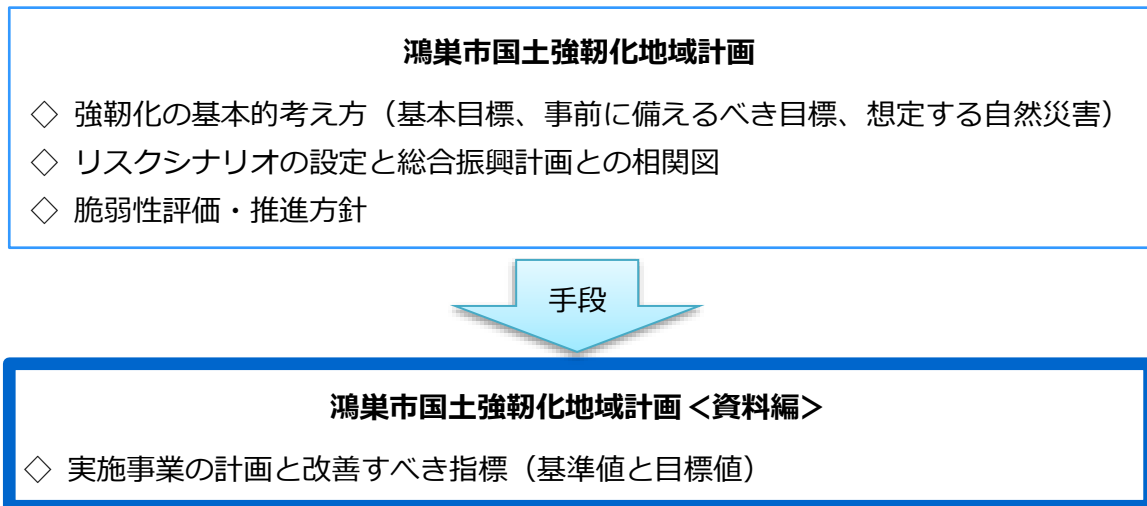 鴻巣市国土強靭化地域計画
◇ 強靭化の基本的考え方（基本目標、事前に備えるべき目標、想定する自然災害）
◇ リスクシナリオの設定と総合振興計画との相関図
◇ 脆弱性評価・推進方針
手段
鴻巣市国土強靭化地域計画＜資料編＞
◇ 実施事業の計画と改善すべき指標（基準値と目標値）